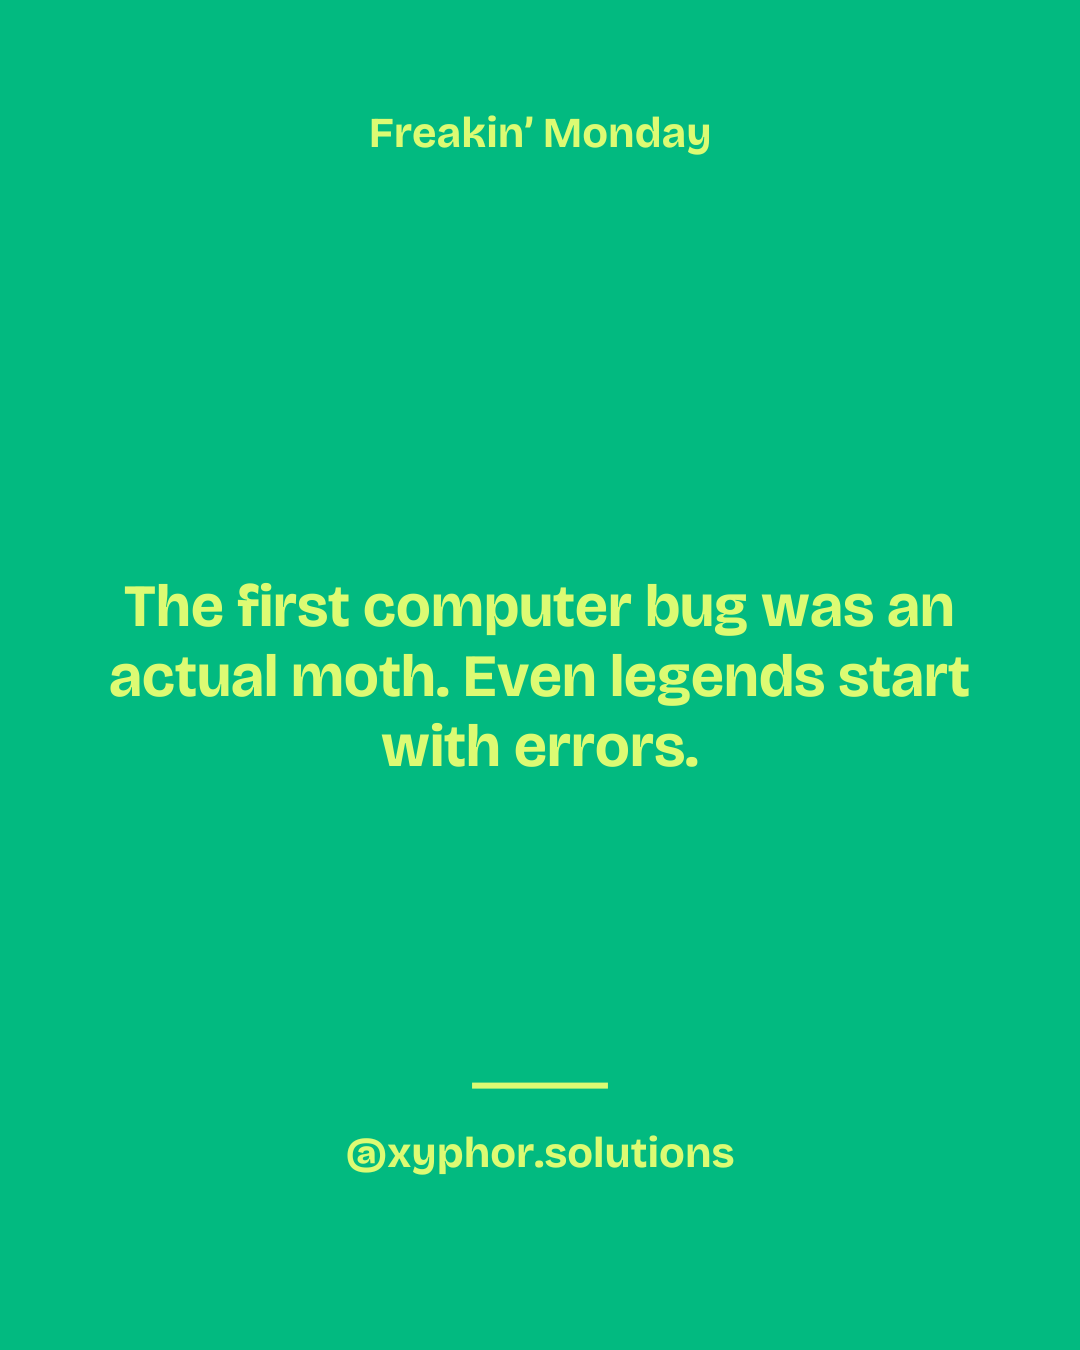 Freakin’ Monday
The first computer bug was an
actual moth. Even legends start
with errors.
@xyphor.solutions